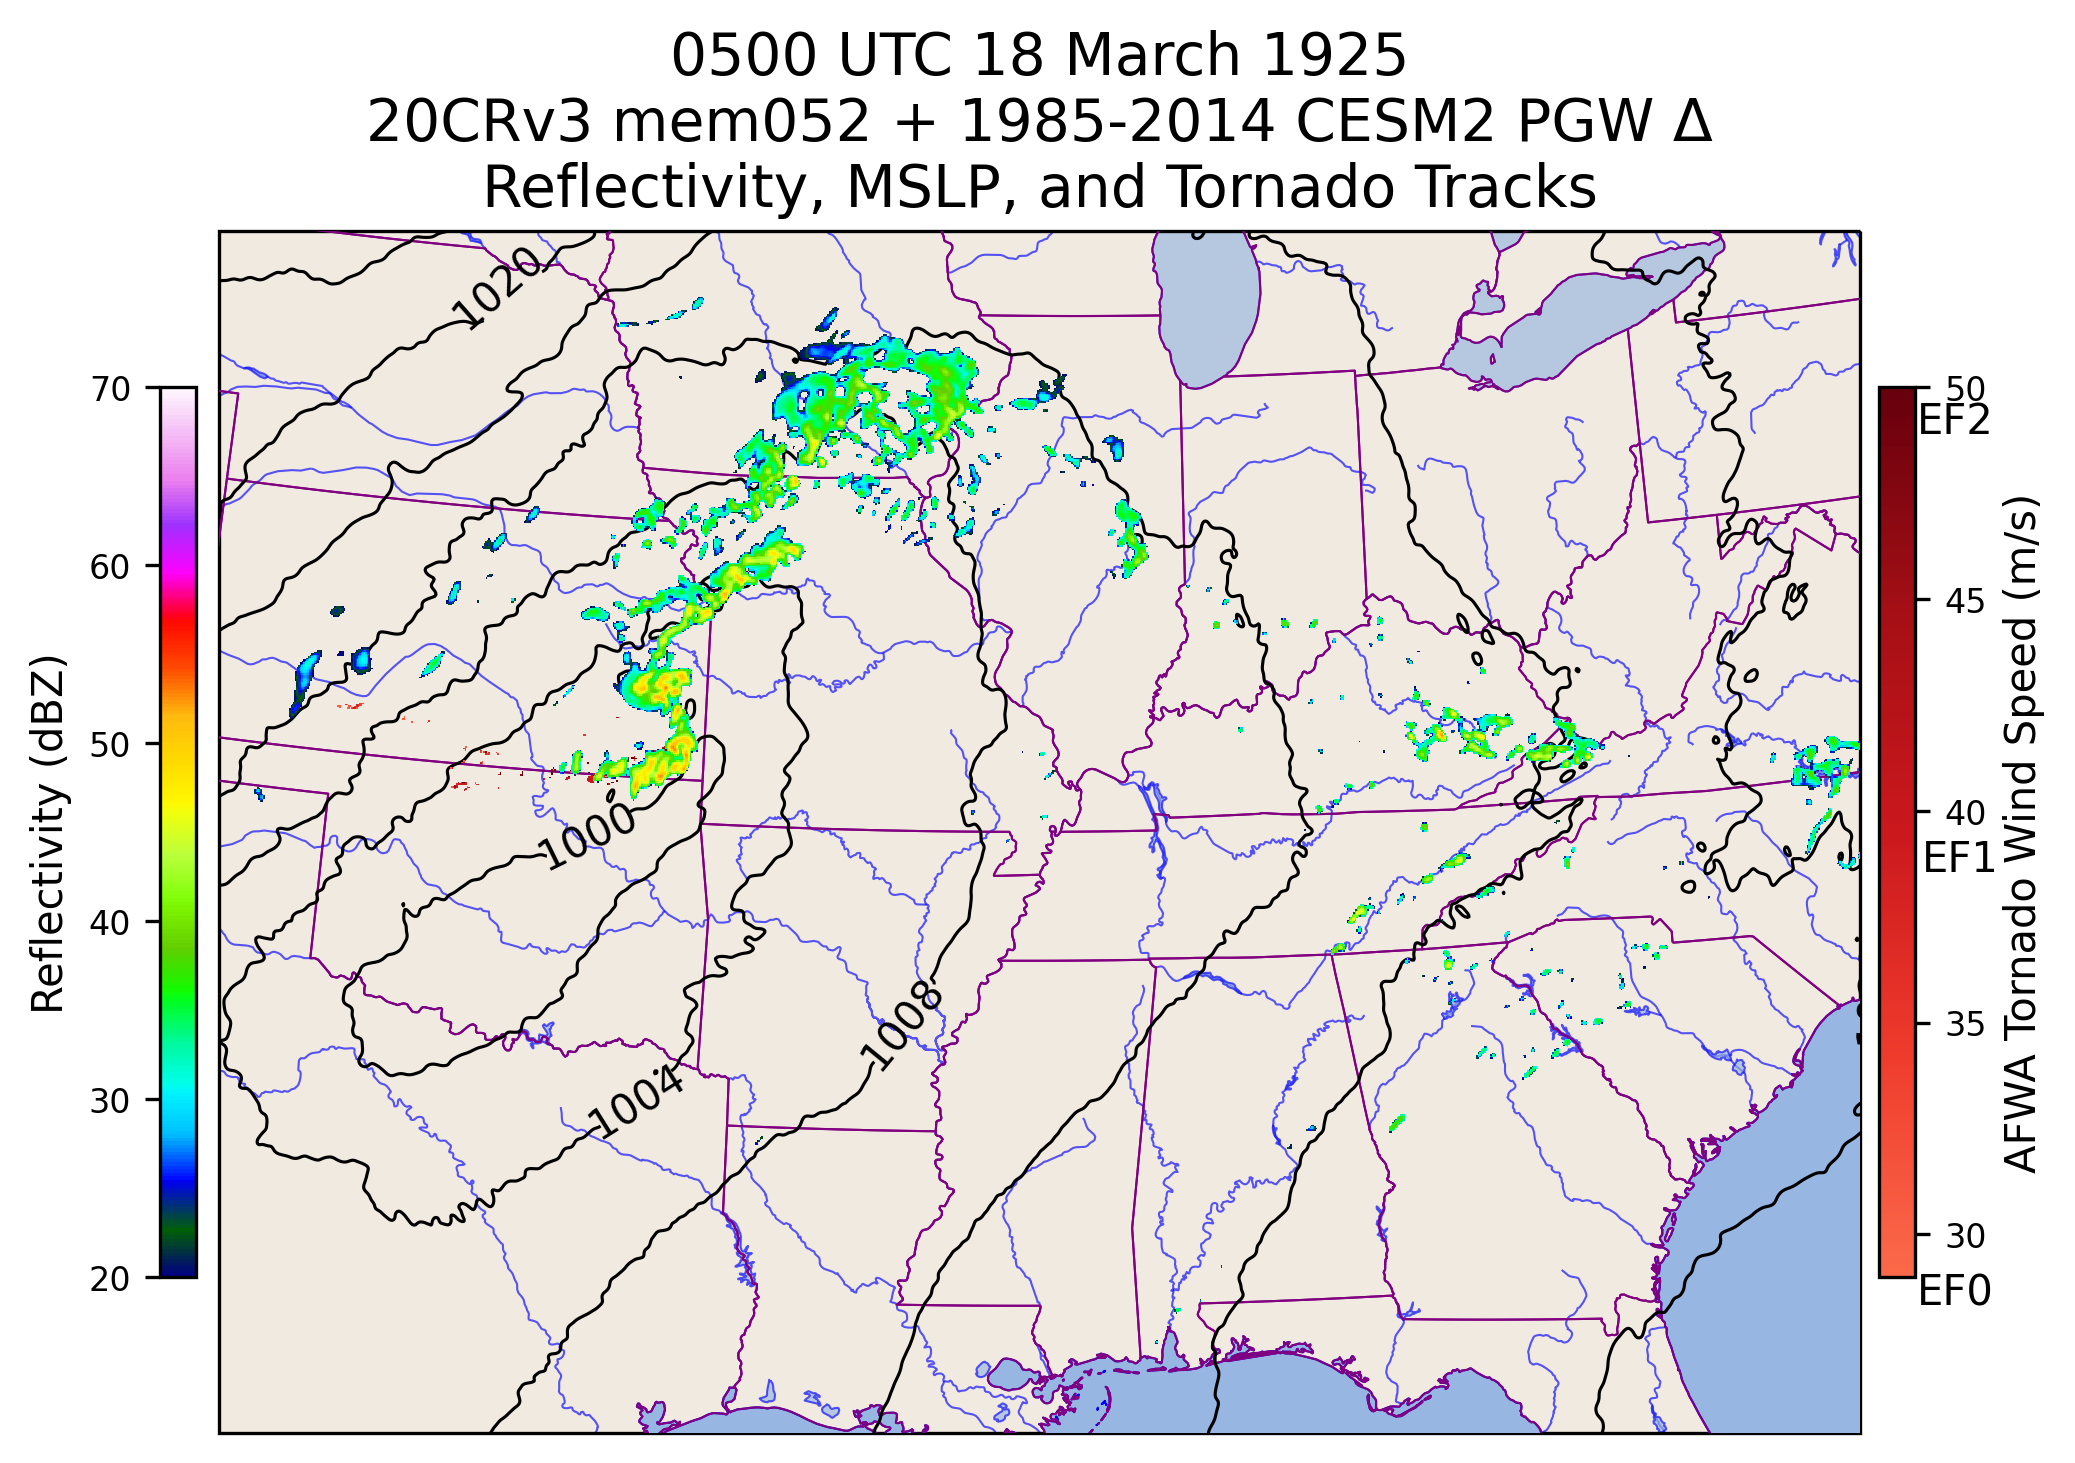 0500 UTC 18 March 1925
20CRv3 mem052 + 1985-2014 CESM2 PGW Δ
Reflectivity, MSLP, and Tornado Tracks
1020
1000
1008
1004
70
60
50
40
30
20
Reflectivity (dBZ)
50
EF2
45
40
EF1
35
30
EF0
AFWA Tornado Wind Speed (m/s)